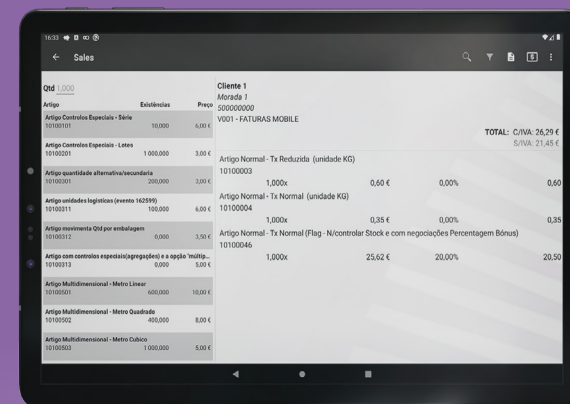 16:33
Sales
Qtd 1,000
Artigo Existências Preço
Artigo Controlos Especiais - Série
10100101 10,000 6,00 €
Artigo Controlos Especiais - Lotes
10100201 1 000,000 3,00 €
Artigo quantidade alternativa/secundaria
10100301 200,000 3,00 €
Artigo unidades logísticas (evento 162599)
10100311 100,000 6,00 €
Artigo movimenta Qtd por embalagem
10100312 0,000 3,50 €
Artigo com controlos especiais(agregações) e a opção "múltip...
10100313 0,000 5,00 €
Artigo Multidimensional - Metro Linear
10100501 600,000 10,00 €
Artigo Multidimensional - Metro Quadrado
10100502 400,000 8,00 €
Artigo Multidimensional - Metro Cubico
10100503 1 000,000 5,00 €
Cliente 1
Morada 1
500000000
V001 - FATURAS MOBILE
TOTAL: C/IVA: 26,29 €
S/IVA: 21,45 €
Artigo Normal - Tx Reduzida (unidade KG)
10100003
1,000x 0,60 € 0,00% 0,60
Artigo Normal - Tx Normal (unidade KG)
10100004
1,000x 0,35 € 0,00% 0,35
Artigo Normal - Tx Normal (Flag - N/controlar Stock e com negociações Percentagem Bónus)
10100046
1,000x 25,62 € 20,00% 20,50